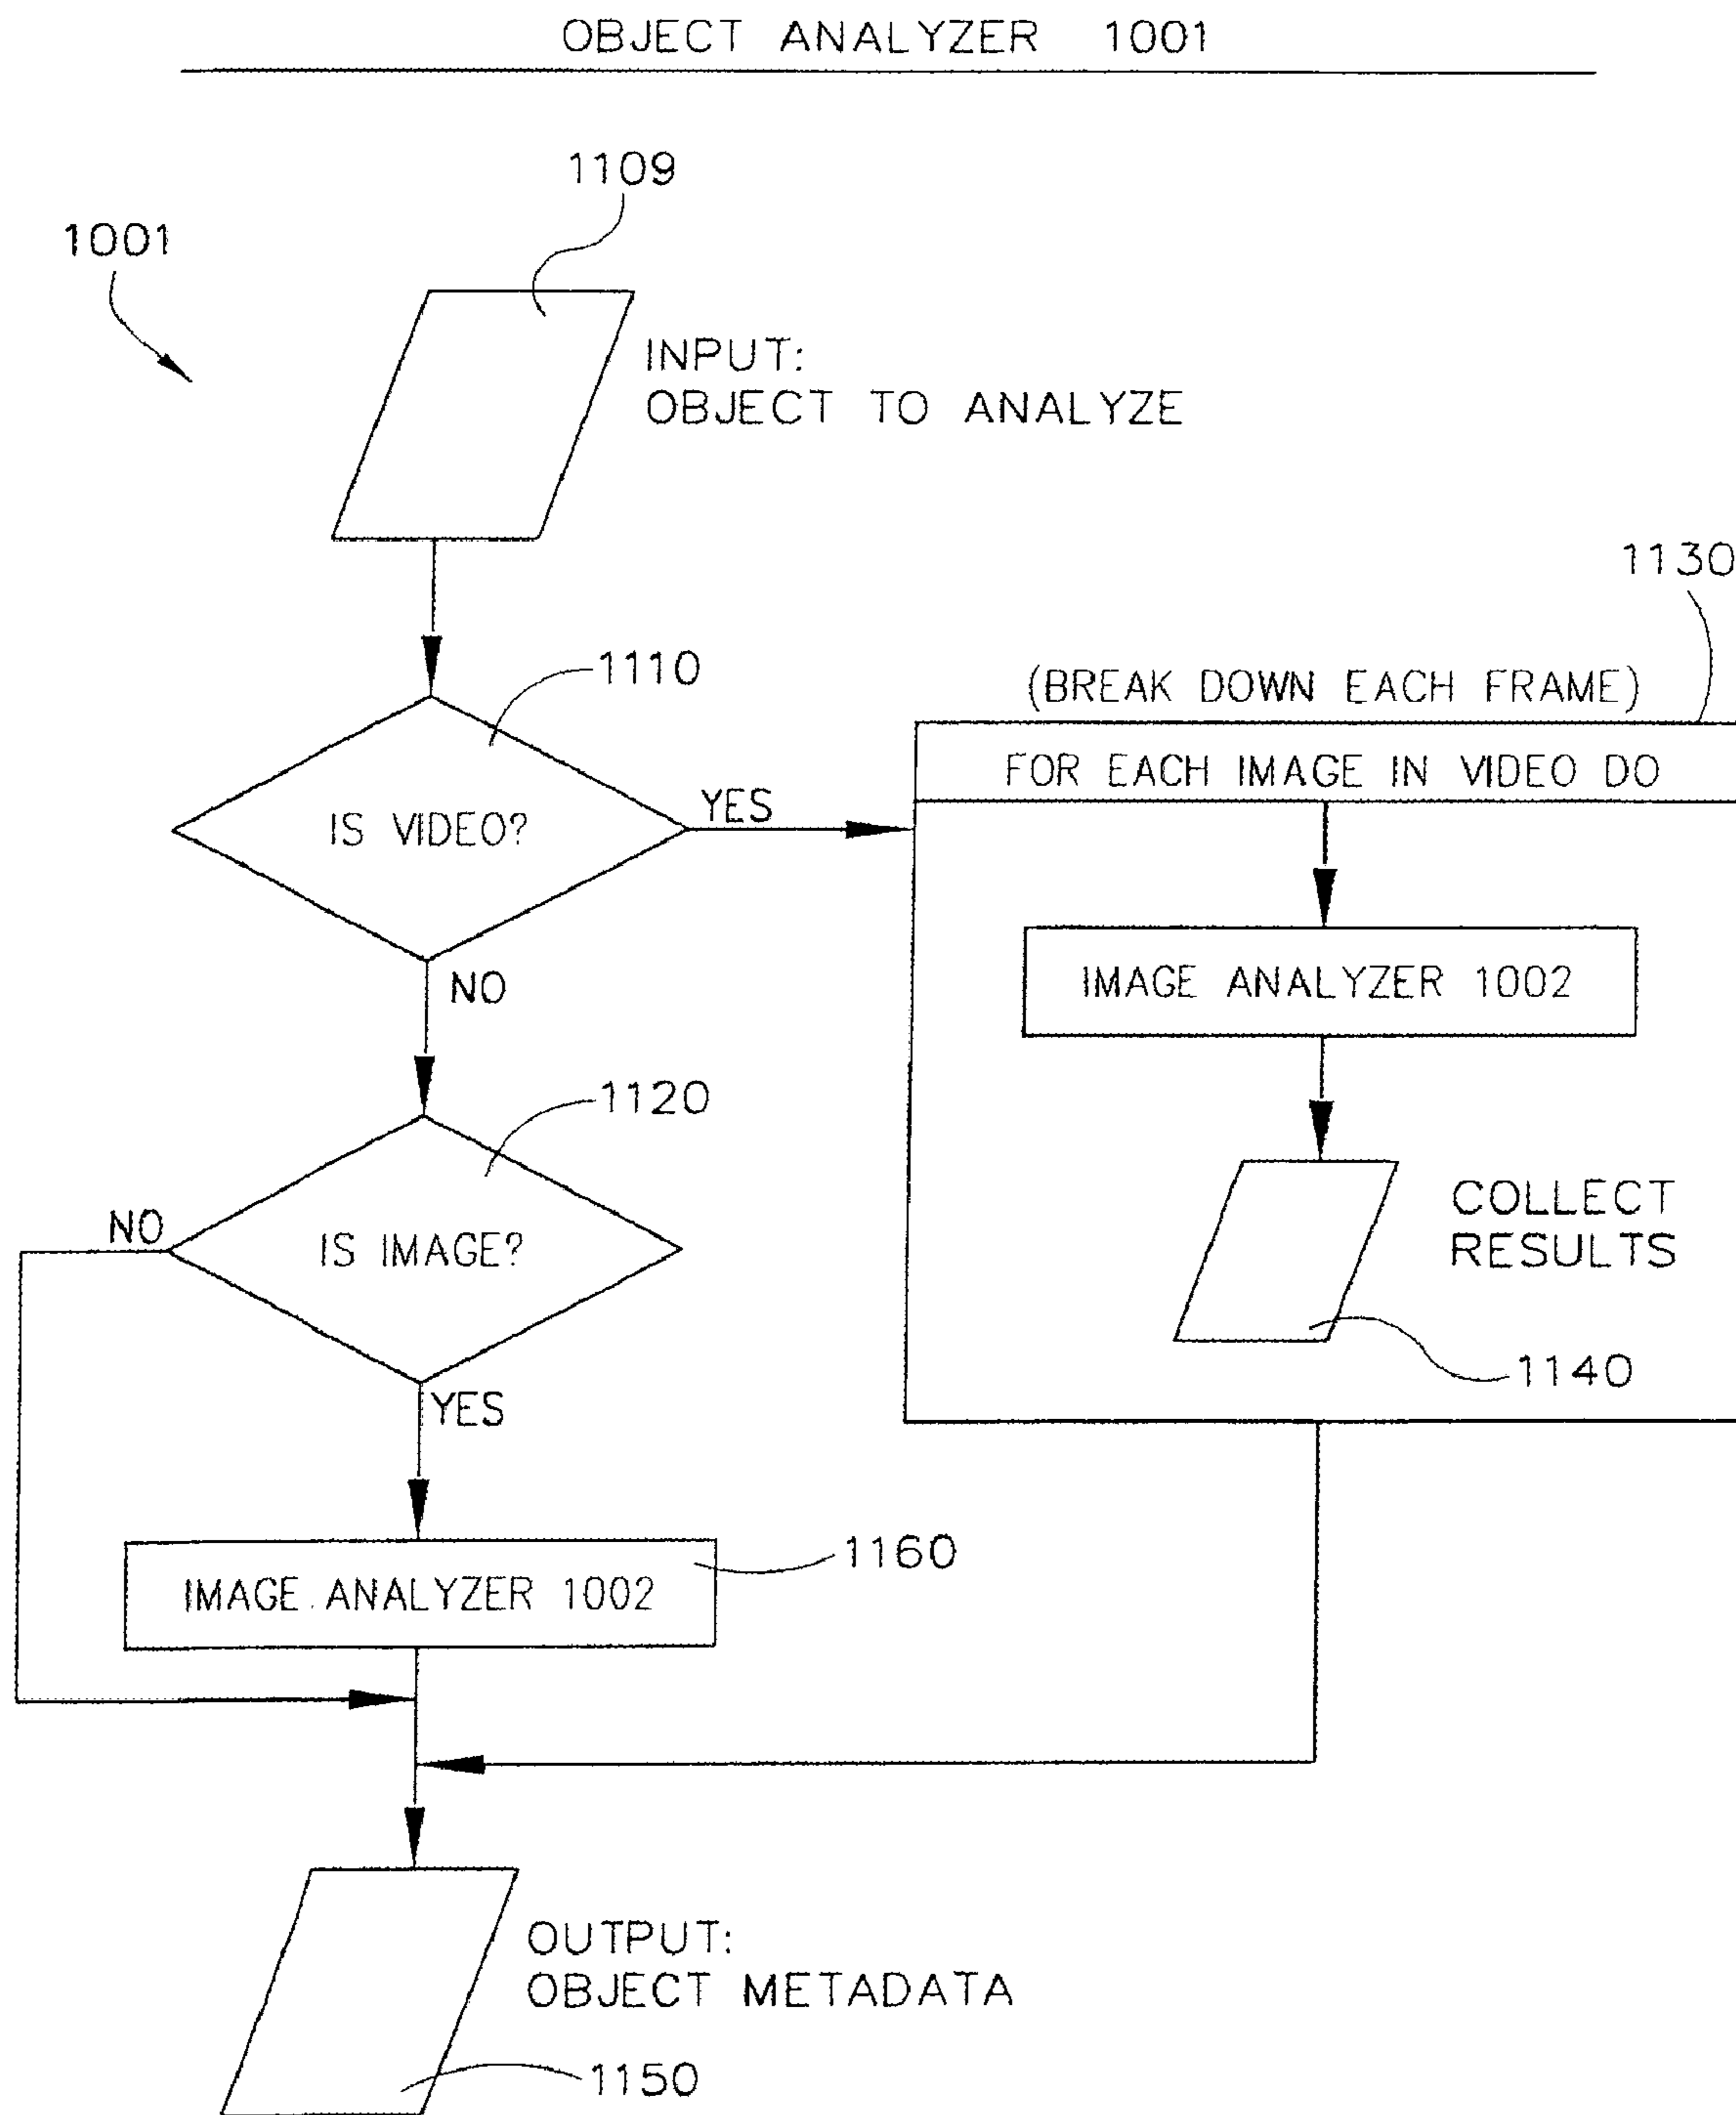 OBJECT ANALYZER 1001
1109
1001
INPUT:
OBJECT TO ANALYZE
1130
1110
(BREAK DOWN EACH FRAME)
FOR EACH IMAGE IN VIDEO DO
IS VIDEO?
YES
NO
IMAGE ANALYZER 1002
1120
NO
IS IMAGE?
COLLECT
RESULTS
1140
YES
1160
IMAGE ANALYZER 1002
OUTPUT:
OBJECT METADATA
1150